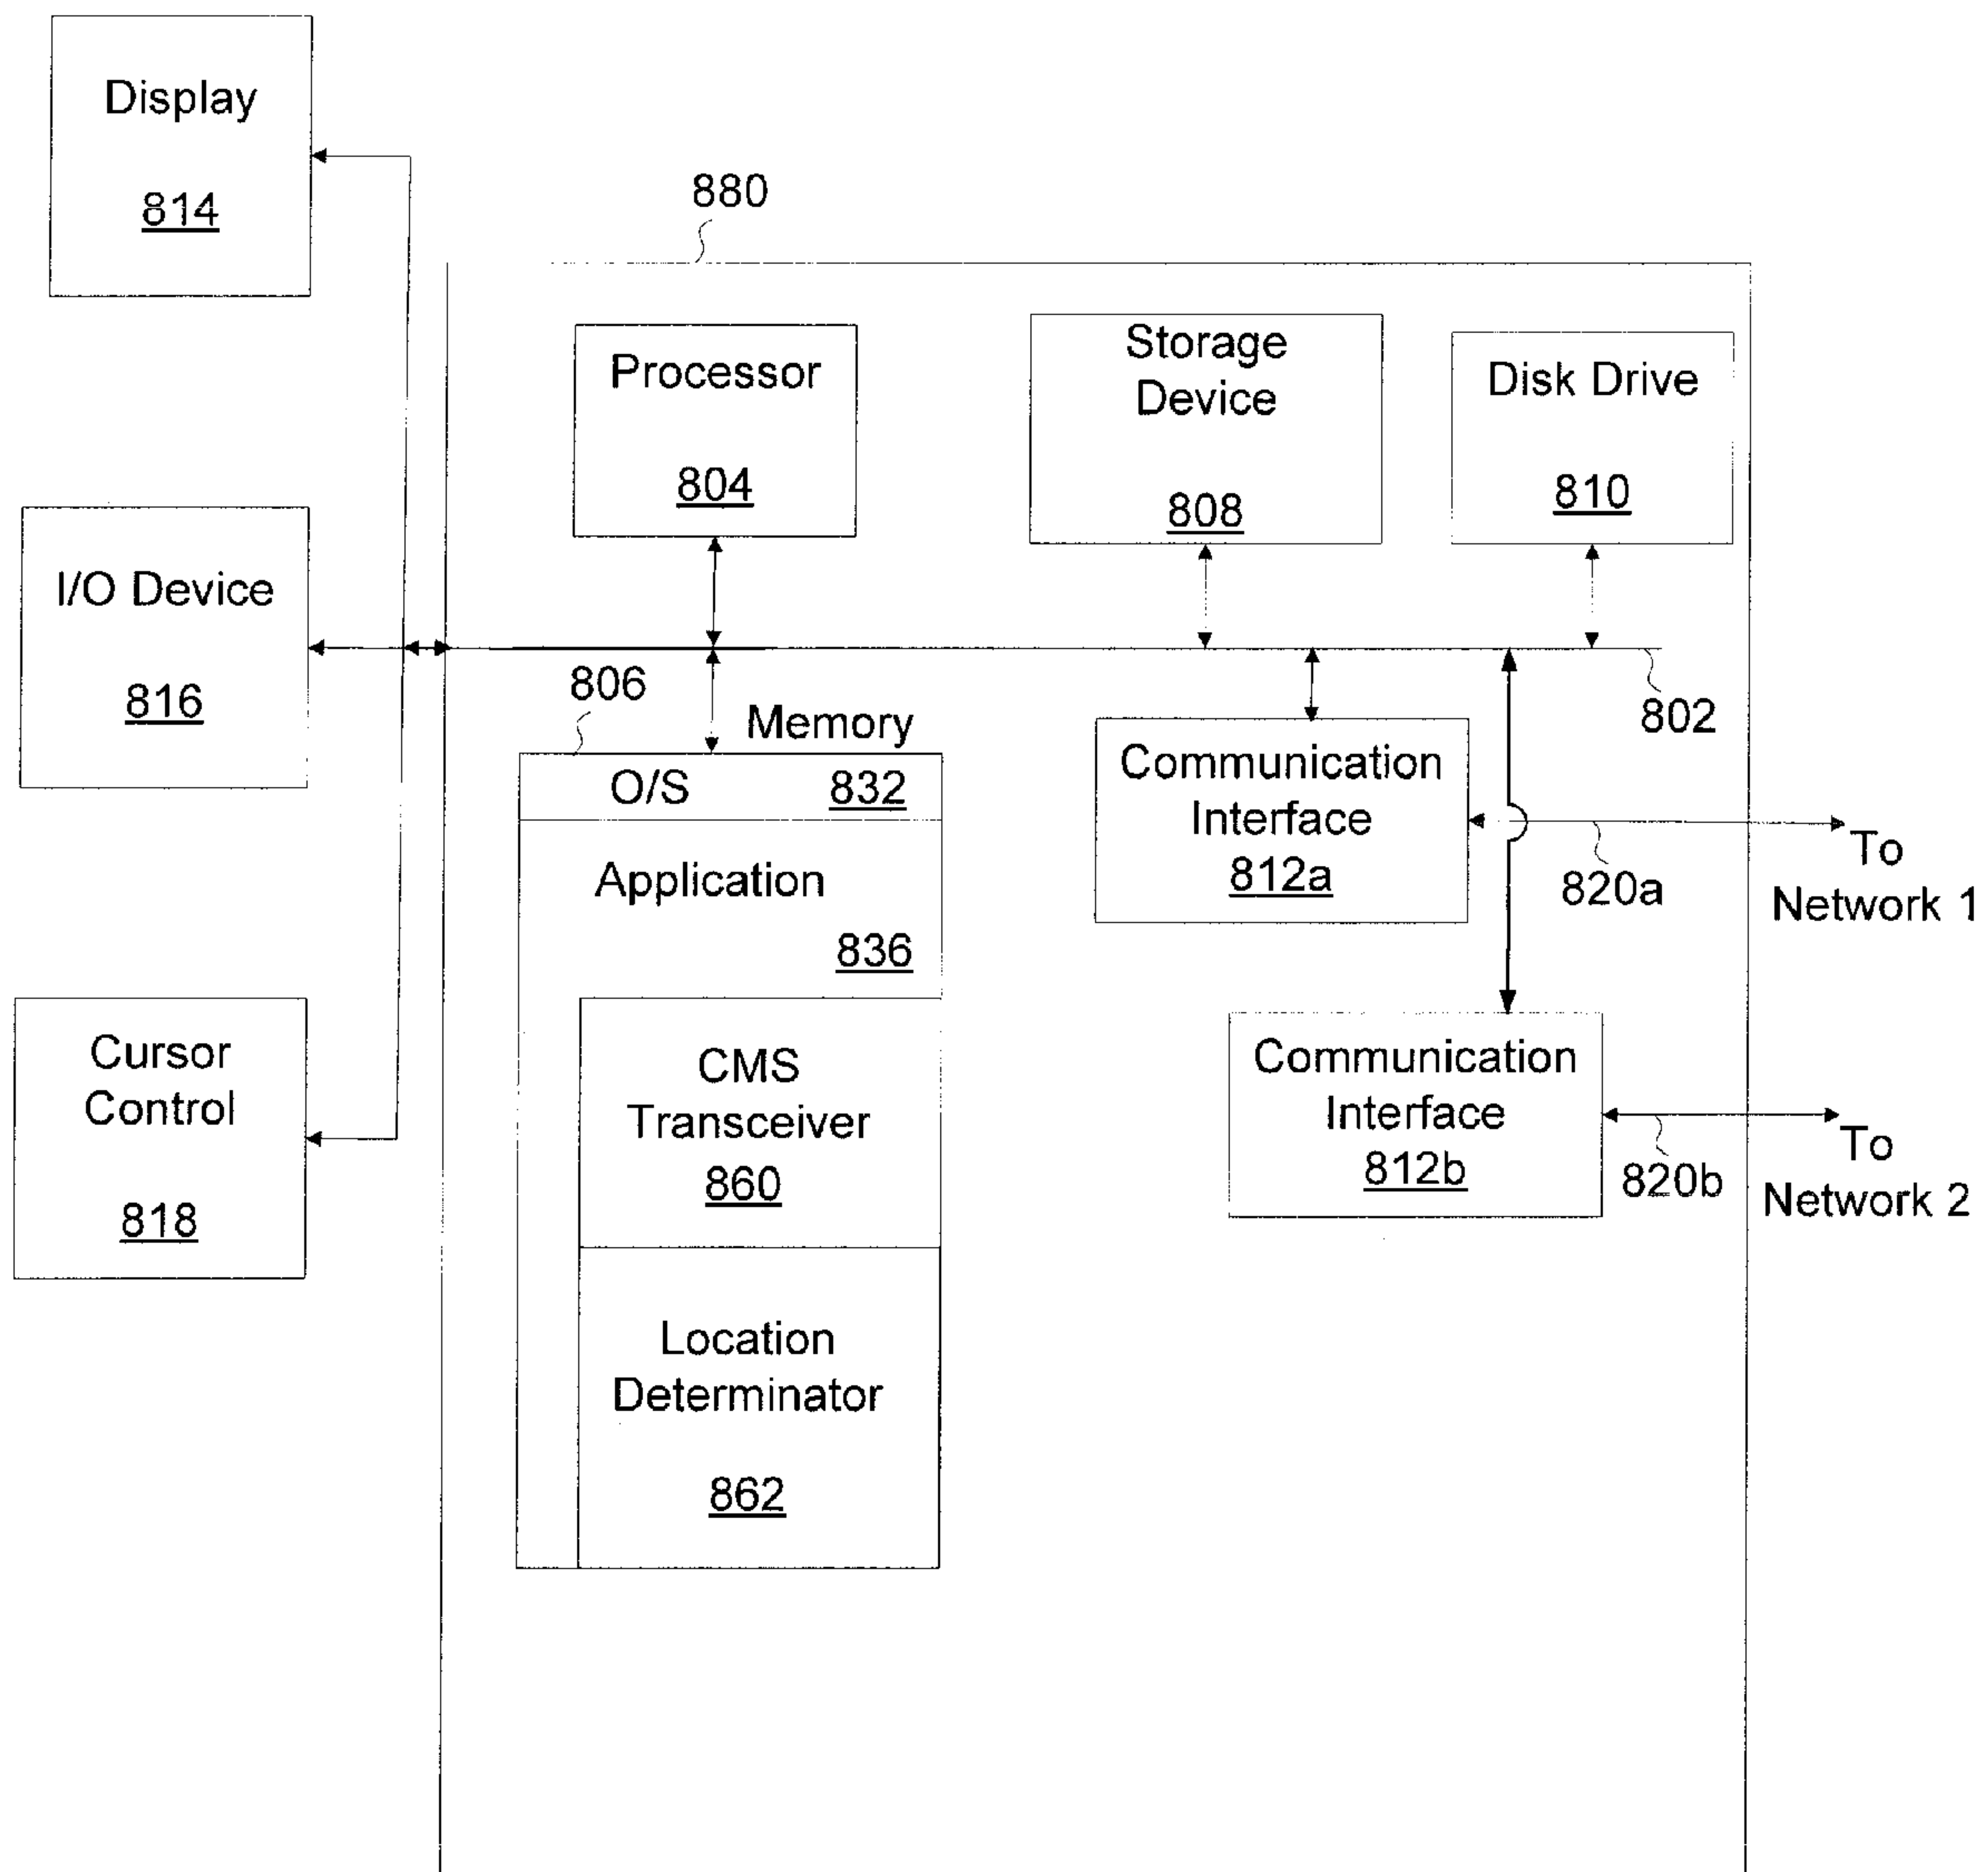 Display
814
880
Processor
804
Storage
Device
808
Disk Drive
810
I/O Device
816
806
Memory
802
O/S 832
Application
836
Communication
Interface
812a
820a
To
Network 1
Cursor
Control
818
CMS
Transceiver
860
Communication
Interface
812b
820b
To
Network 2
Location
Determinator
862